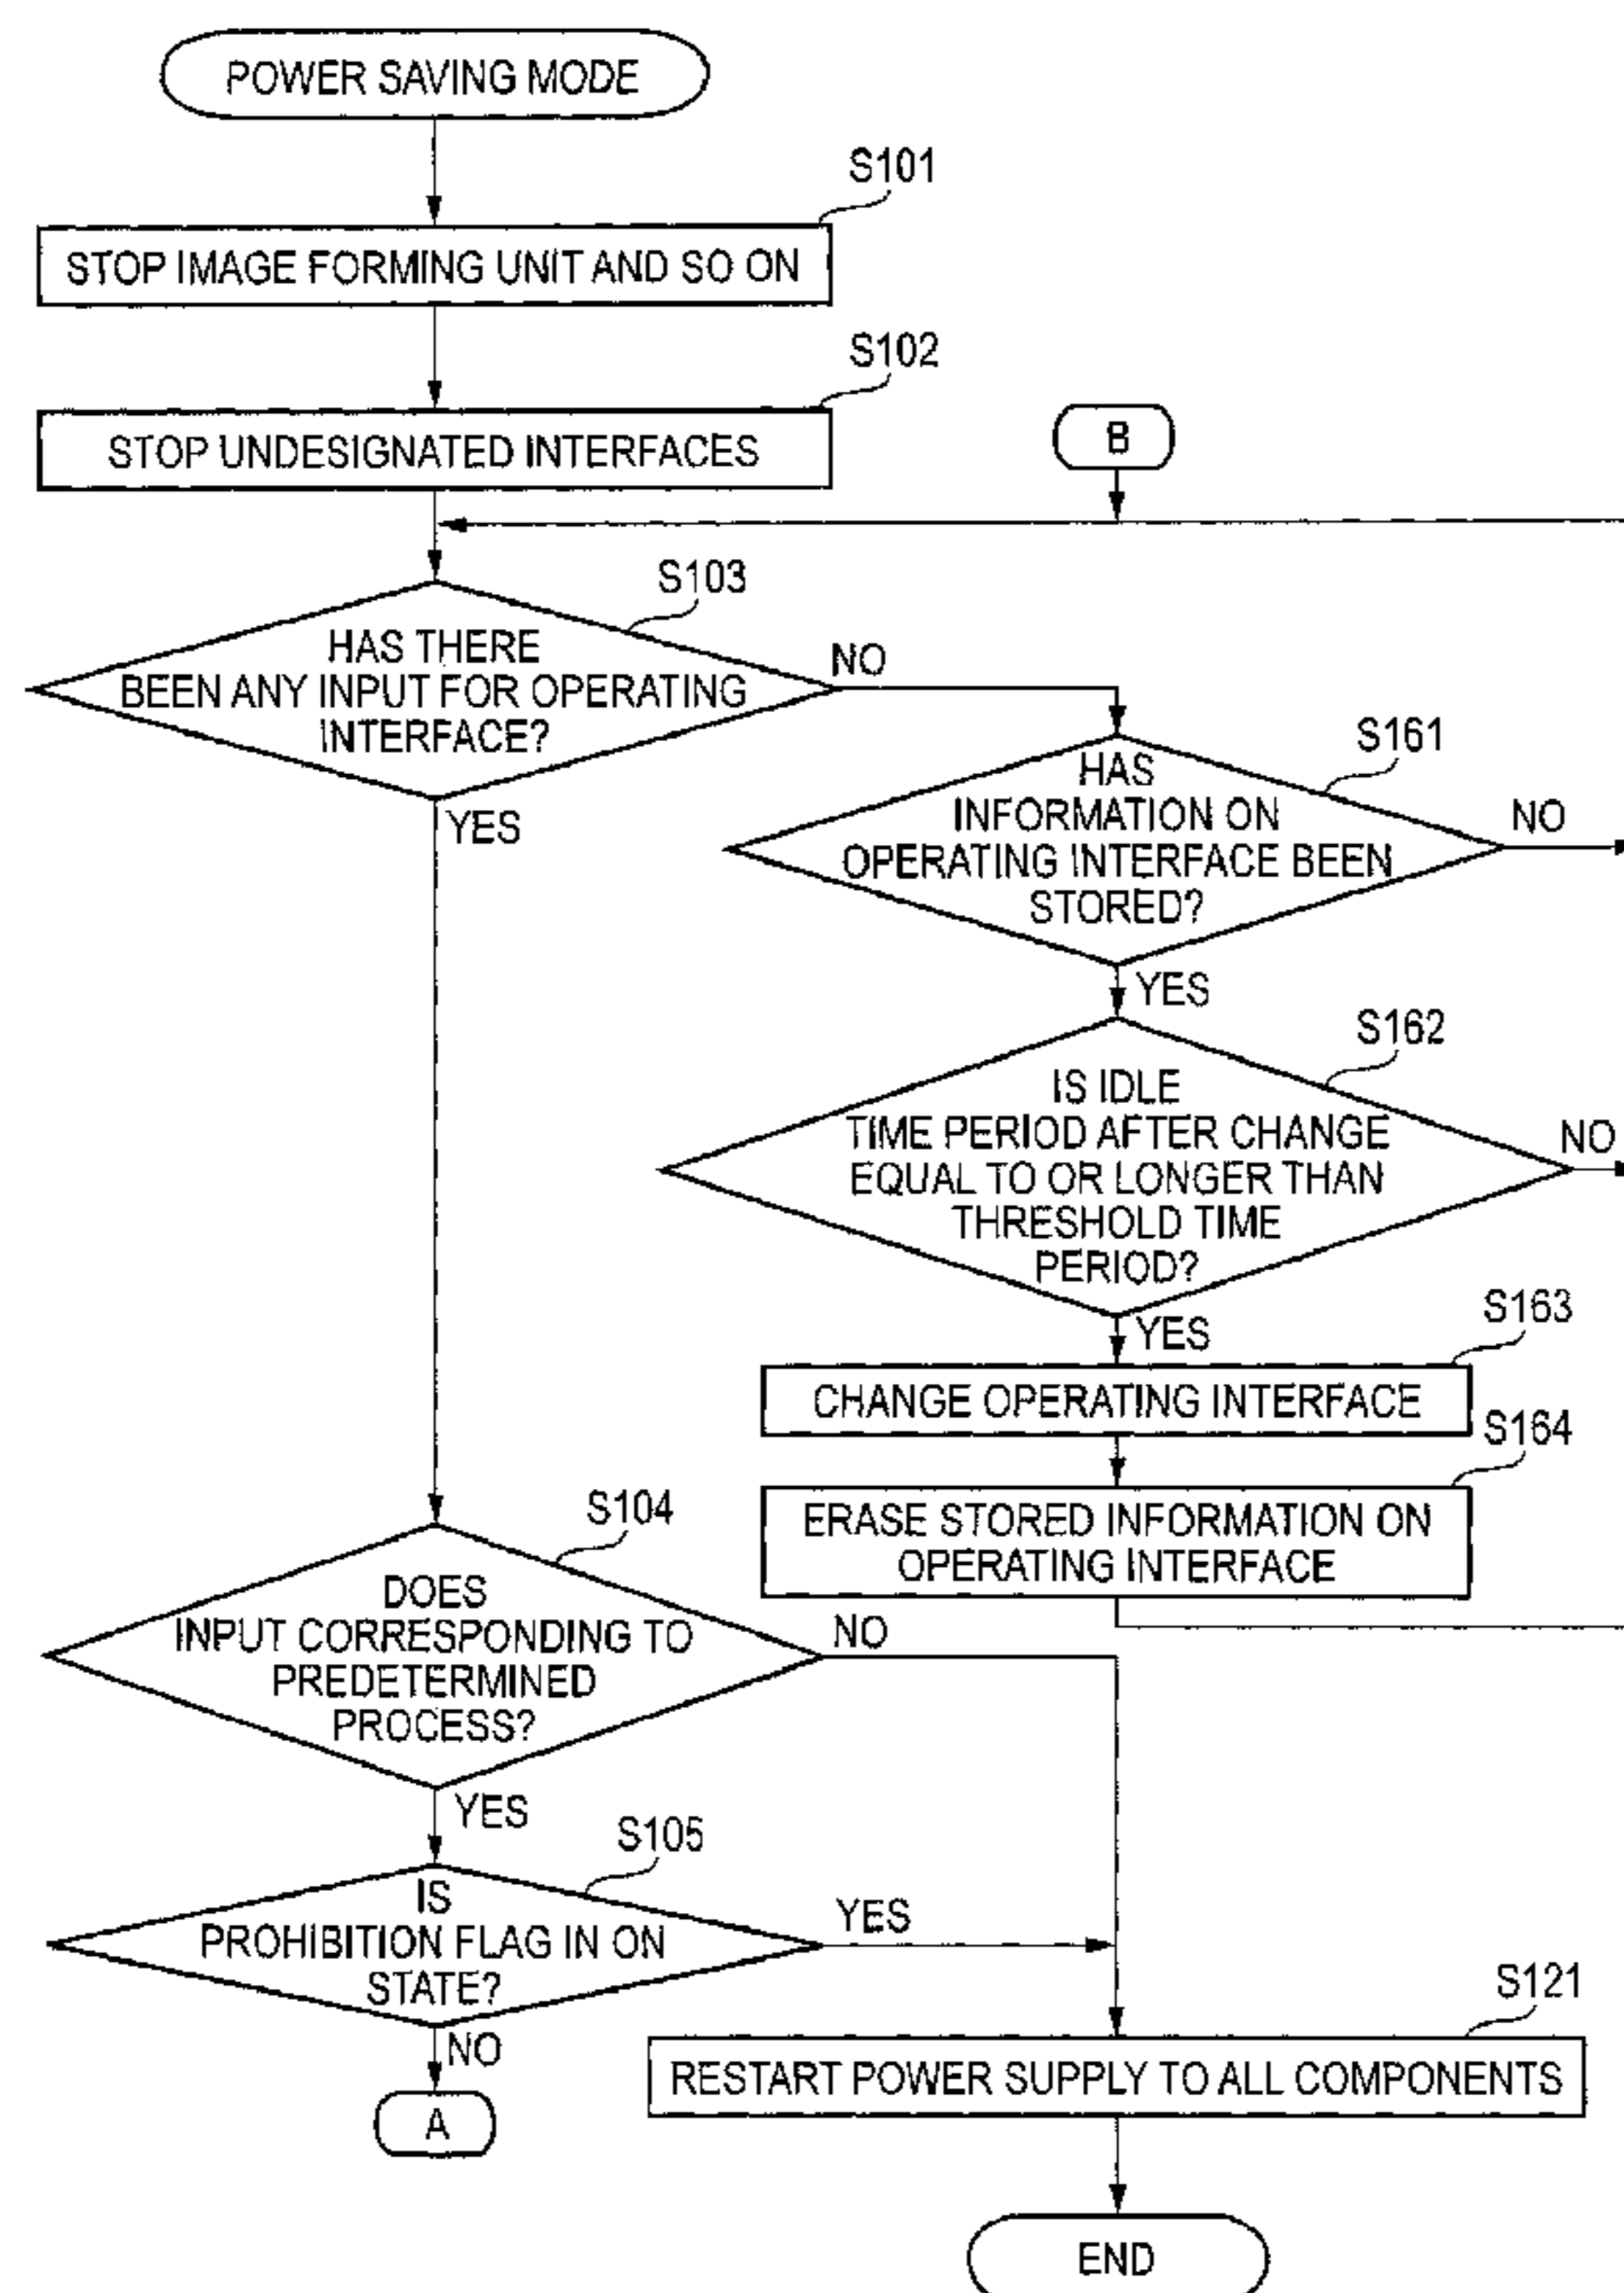 POWER SAVING MODE
S101
STOP IMAGE FORMING UNIT AND SO ON
S102
STOP UNDESIGNATED INTERFACES
B
S103
HAS THERE
BEEN ANY INPUT FOR OPERATING
INTERFACE?
NO
YES
S161
HAS
INFORMATION ON
OPERATING INTERFACE BEEN
STORED?
NO
YES
S162
IS IDLE
TIME PERIOD AFTER CHANGE
EQUAL TO OR LONGER THAN
THRESHOLD TIME
PERIOD?
NO
YES
S163
CHANGE OPERATING INTERFACE
S164
ERASE STORED INFORMATION ON
OPERATING INTERFACE
S104
DOES
INPUT CORRESPONDING TO
PREDETERMINED
PROCESS?
NO
YES
S105
IS
PROHIBITION FLAG IN ON
STATE?
YES
NO
A
S121
RESTART POWER SUPPLY TO ALL COMPONENTS
END